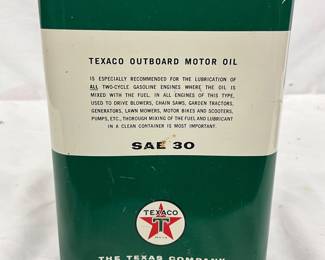 TEXACO OUTBOARD MOTOR OIL
IS ESPECIALLY RECOMMENDED FOR THE LUBRICATION OF
ALL TWO-CYCLE GASOLINE ENGINES WHERE THE OIL IS
MIXED WITH THE FUEL. IN ALL ENGINES OF THIS TYPE,
USED TO DRIVE BLOWERS, CHAIN SAWS, GARDEN TRACTORS,
GENERATORS, LAWN MOWERS, MOTOR BIKES AND SCOOTERS,
PUMPS, ETC., THOROUGH MIXING OF THE FUEL AND LUBRICANT
IN A CLEAN CONTAINER IS MOST IMPORTANT.
SAE 30
TEXACO
T
THE TEXAS COMPANY